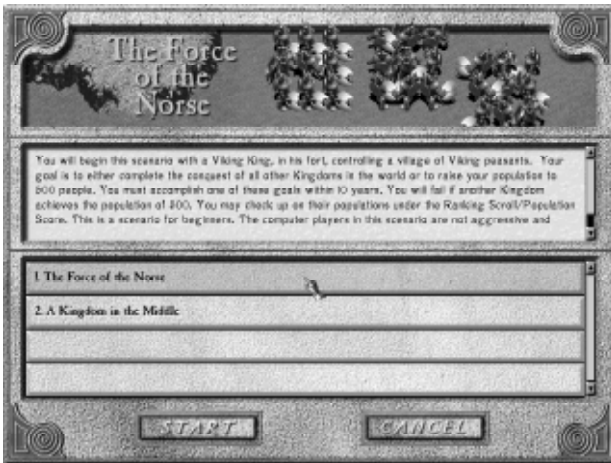 The Force
of the
Norse
You will begin this scenario with a Viking King, in his fort, controlling a village of Viking peasants. Your
goal is to either complete the conquest of all other Kingdoms in the world or to raise your population to
500 people. You must accomplish one of these goals within 10 years. You will fail if another Kingdom
achieves the population of 500. You may check up on their populations under the Ranking Scroll/Population
Score. This is a scenario for beginners. The computer players in this scenario are not aggressive and
1. The Force of the Norse
2. A Kingdom in the Middle
START
CANCEL